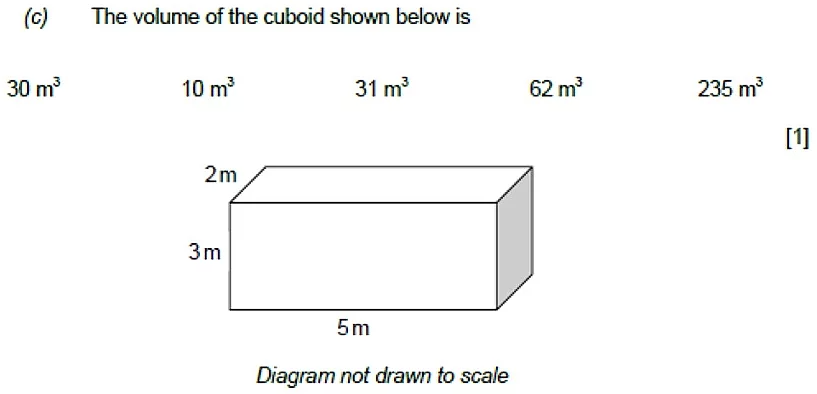 (c) The volume of the cuboid shown below is
30 m³ 10 m³ 31 m³ 62 m³ 235 m³
[1]
2m
3m
5m
Diagram not drawn to scale